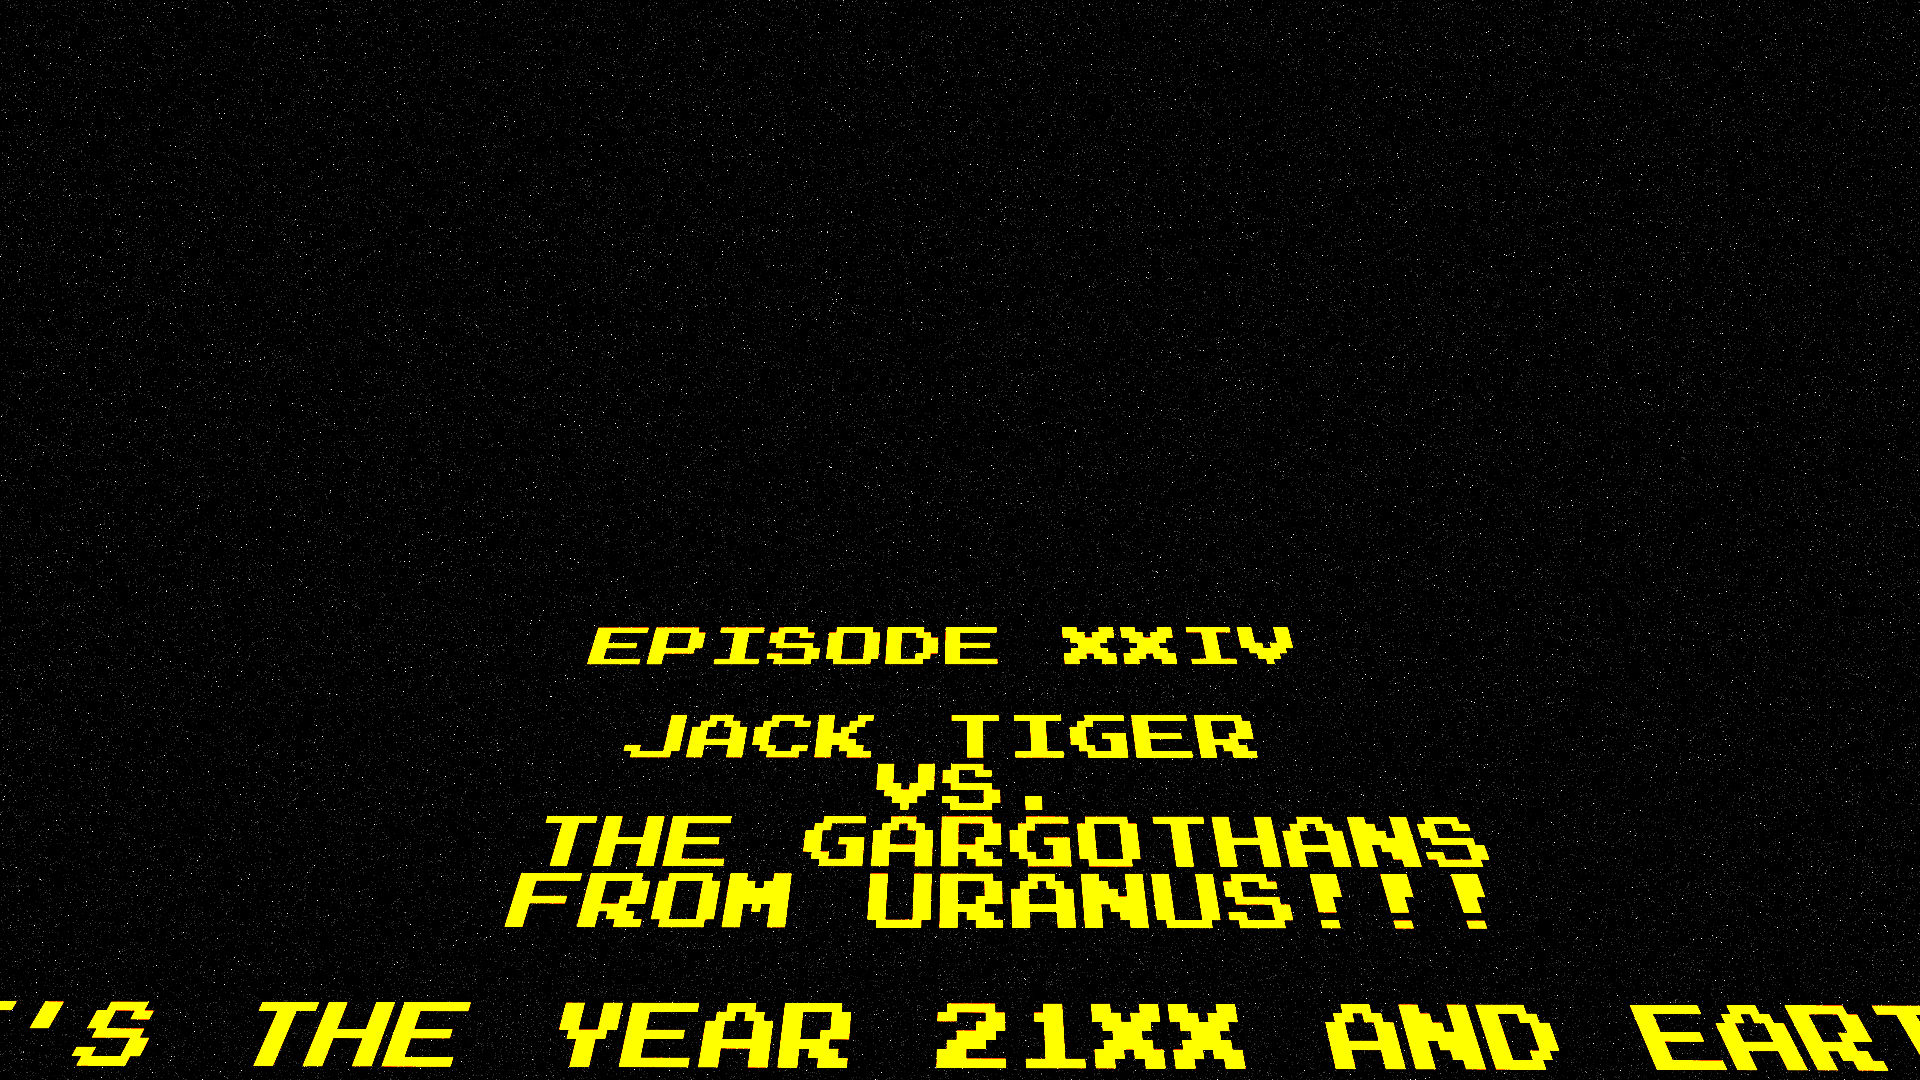 EPISODE XXIV
JACK TIGER
VS.
THE GARGOTHANS
FROM URANUS!!!
'S THE YEAR 21XX AND EART